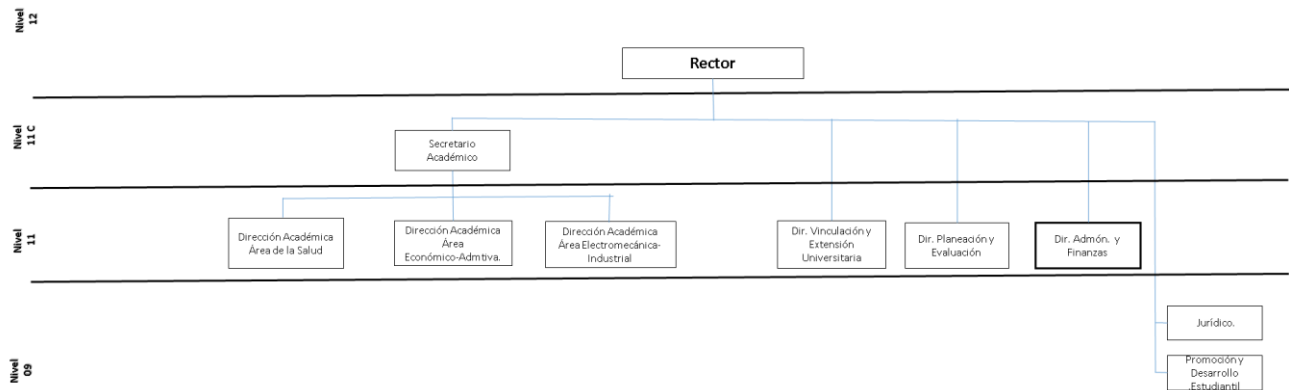 Nivel
12
Rector
Nivel
11 C
Secretario
Académico
Nivel
11
Dirección Académica
Área de la Salud
Dirección Académica
Área
Económico-Admtiva.
Dirección Académica
Área Electromecánica-
Industrial
Dir. Vinculación y
Extensión
Universitaria
Dir. Planeación y
Evaluación
Dir. Admón. y
Finanzas
Jurídico.
Nivel
09
Promoción y
Desarrollo
Estudiantil